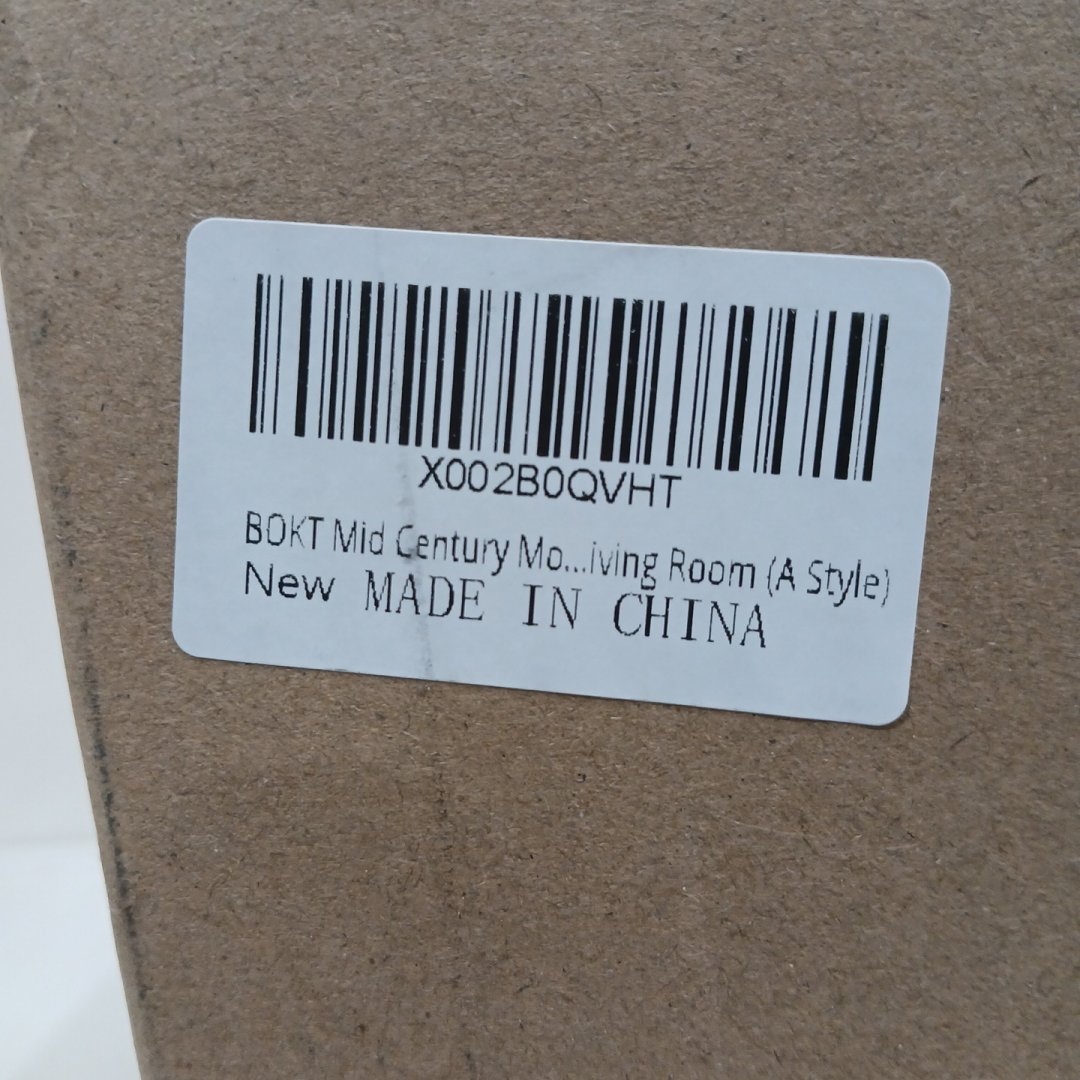 X002B0QVHT
BOKT Mid Century Mo...iving Room (A Style)
New MADE IN CHINA